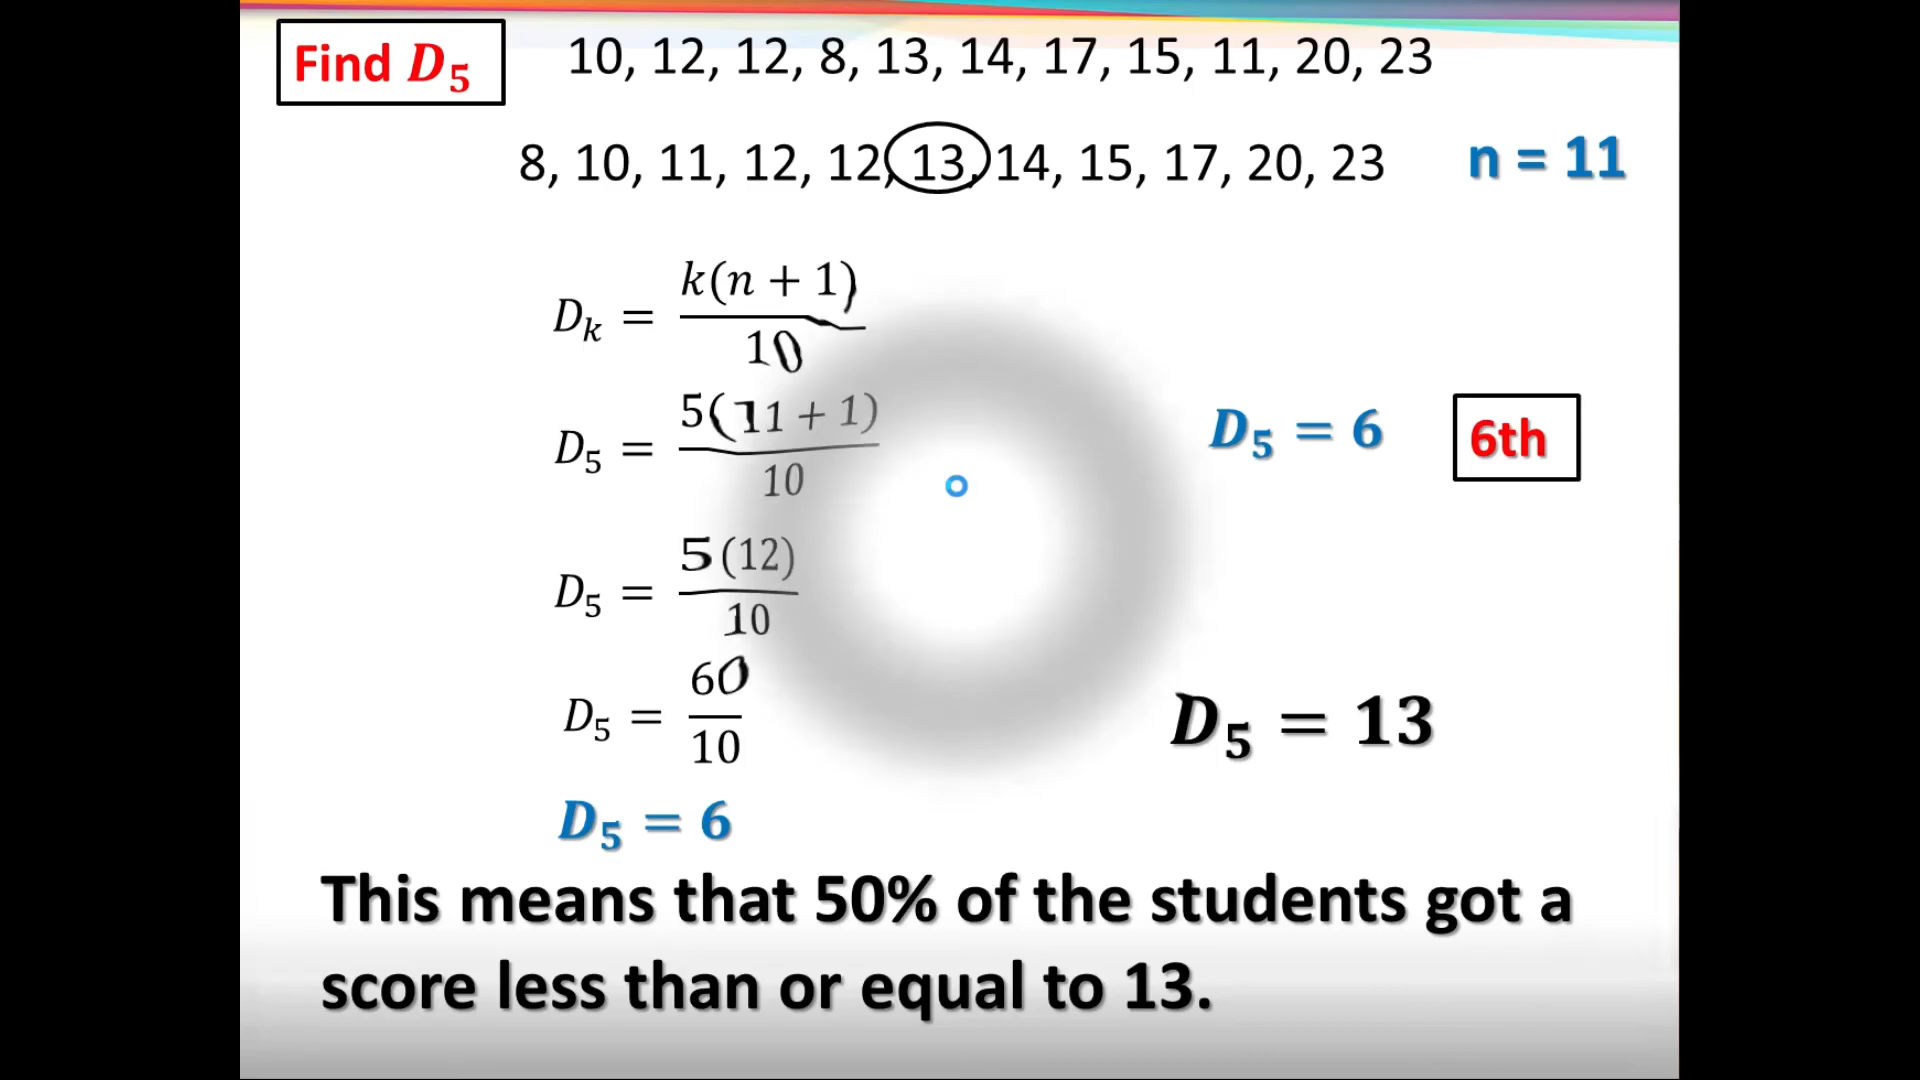 Find D₅
10, 12, 12, 8, 13, 14, 17, 15, 11, 20, 23
8, 10, 11, 12, 12, 13, 14, 15, 17, 20, 23
n = 11
Dₖ = k(n + 1)/10
D₅ = 5(11 + 1)/10
D₅ = 5(12)/10
D₅ = 60/10
D₅ = 6
D₅ = 6
6th
D₅ = 13
This means that 50% of the students got a
score less than or equal to 13.